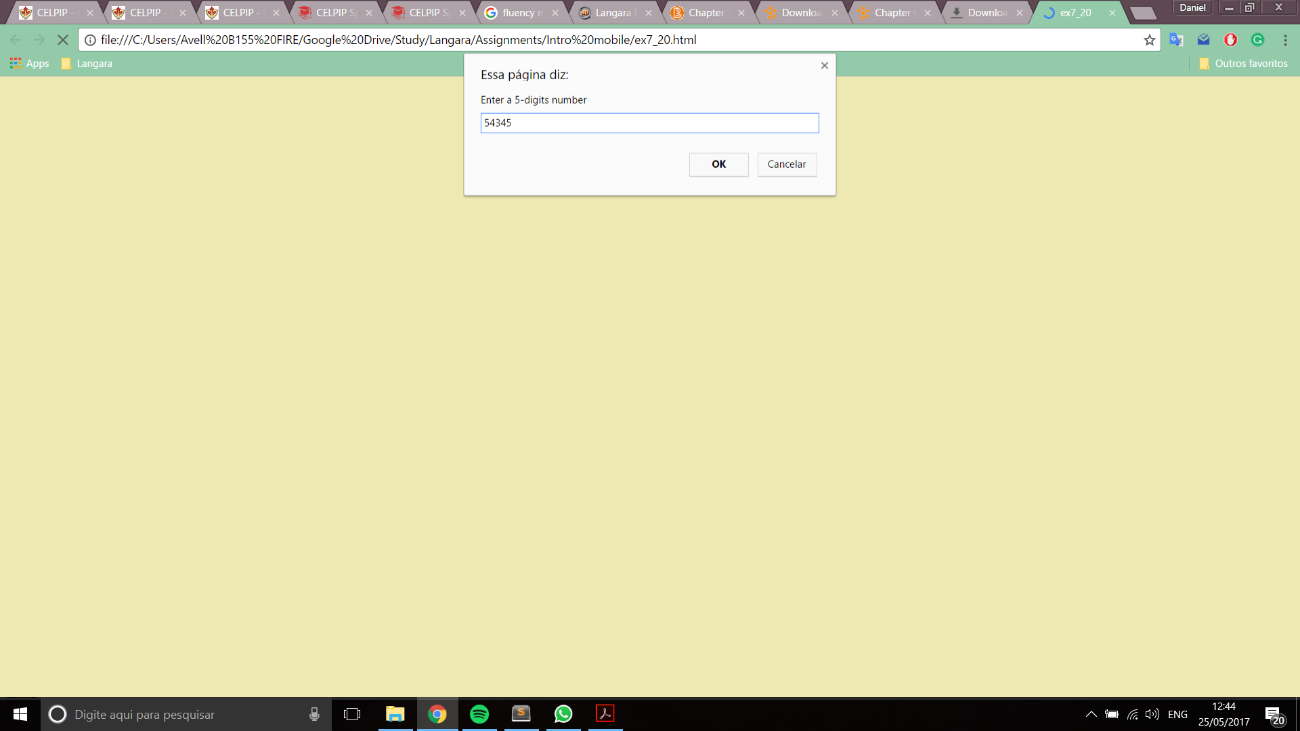 CELPIP -
CELPIP -
CELPIP -
CELPIP S
CELPIP S
fluency n
Langara
Chapter
Downloa
Chapter
Downloa
ex7_20
Daniel
file:///C:/Users/Avell%20B155%20FIRE/Google%20Drive/Study/Langara/Assignments/Intro%20mobile/ex7_20.html
Apps
Langara
Outros favoritos
Essa página diz:
Enter a 5-digits number
54345
OK
Cancelar
Digite aqui para pesquisar
ENG
12:44
25/05/2017
20